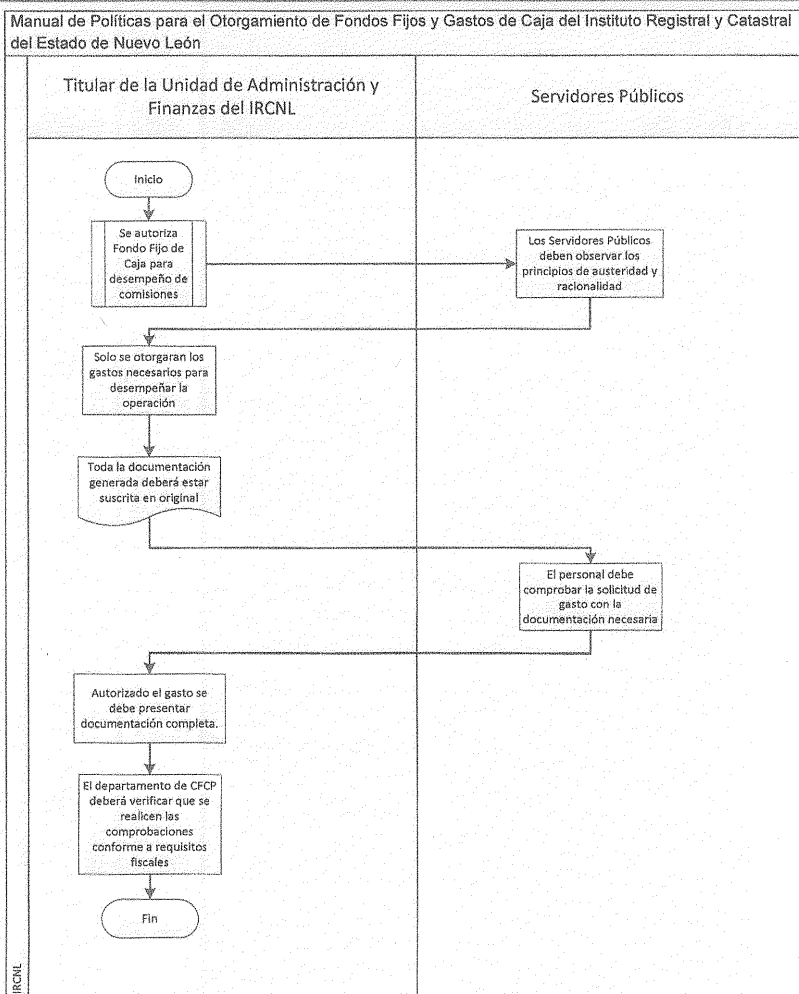 Manual de Políticas para el Otorgamiento de Fondos Fijos y Gastos de Caja del Instituto Registral y Catastral
del Estado de Nuevo León
Titular de la Unidad de Administración y
Finanzas del IRCNL
Servidores Públicos
Inicio
Se autoriza
Fondo Fijo de
Caja para
desempeño de
comisiones
Los Servidores Públicos
deben observar los
principios de austeridad y
racionalidad
Solo se otorgaran los
gastos necesarios para
desempeñar la
operación
Toda la documentación
generada deberá estar
suscrita en original
El personal debe
comprobar la solicitud de
gasto con la
documentación necesaria
Autorizado el gasto se
debe presentar
documentación completa.
El departamento de CFCP
deberá verificar que se
realicen las
comprobaciones
conforme a requisitos
fiscales
Fin
IRCNL